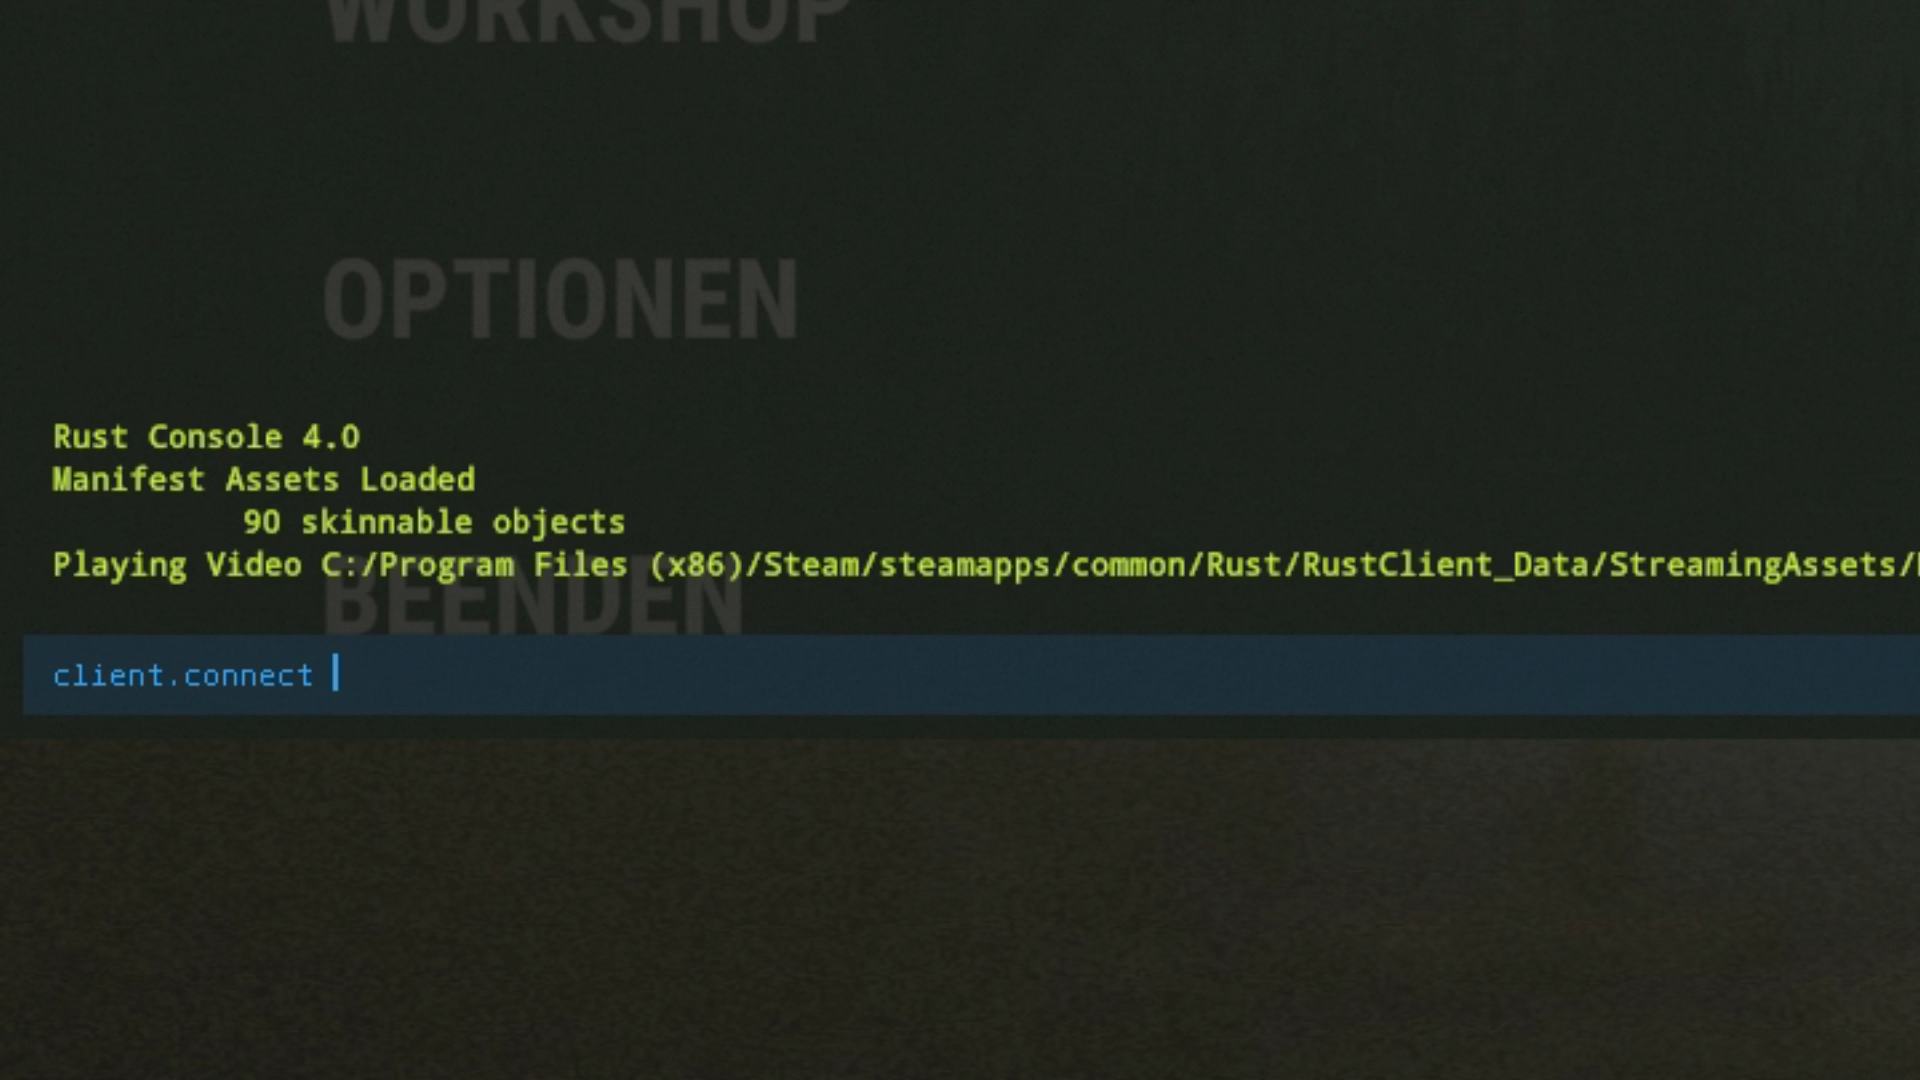 WORKSHOP
OPTIONEN
Rust Console 4.0
Manifest Assets Loaded
90 skinnable objects
Playing Video C:/Program Files (x86)/Steam/steamapps/common/Rust/RustClient_Data/StreamingAssets/
BEENDEN
client.connect